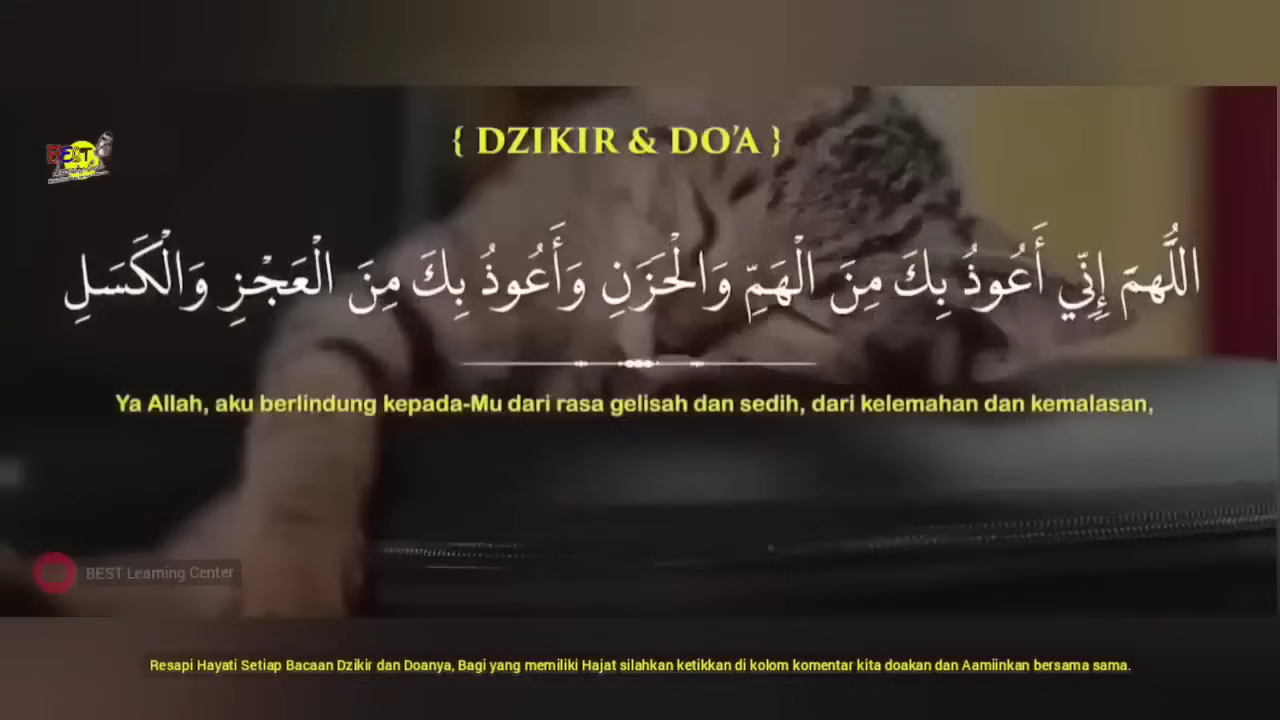 { DZIKIR & DO'A }
BEST
اللَّهمَ إِنّي أَعُوذُ بِكَ مِنَ الْهَمِّ وَالْحَزَنِ وَأَعُوذُ بِكَ مِنَ الْعَجْزِ وَالْكَسَلِ
Ya Allah, aku berlindung kepada-Mu dari rasa gelisah dan sedih, dari kelemahan dan kemalasan,
BEST Learning Center
Resapi Hayati Setiap Bacaan Dzikir dan Doanya, Bagi yang memiliki Hajat silahkan ketikkan di kolom komentar kita doakan dan Aamiinkan bersama sama.